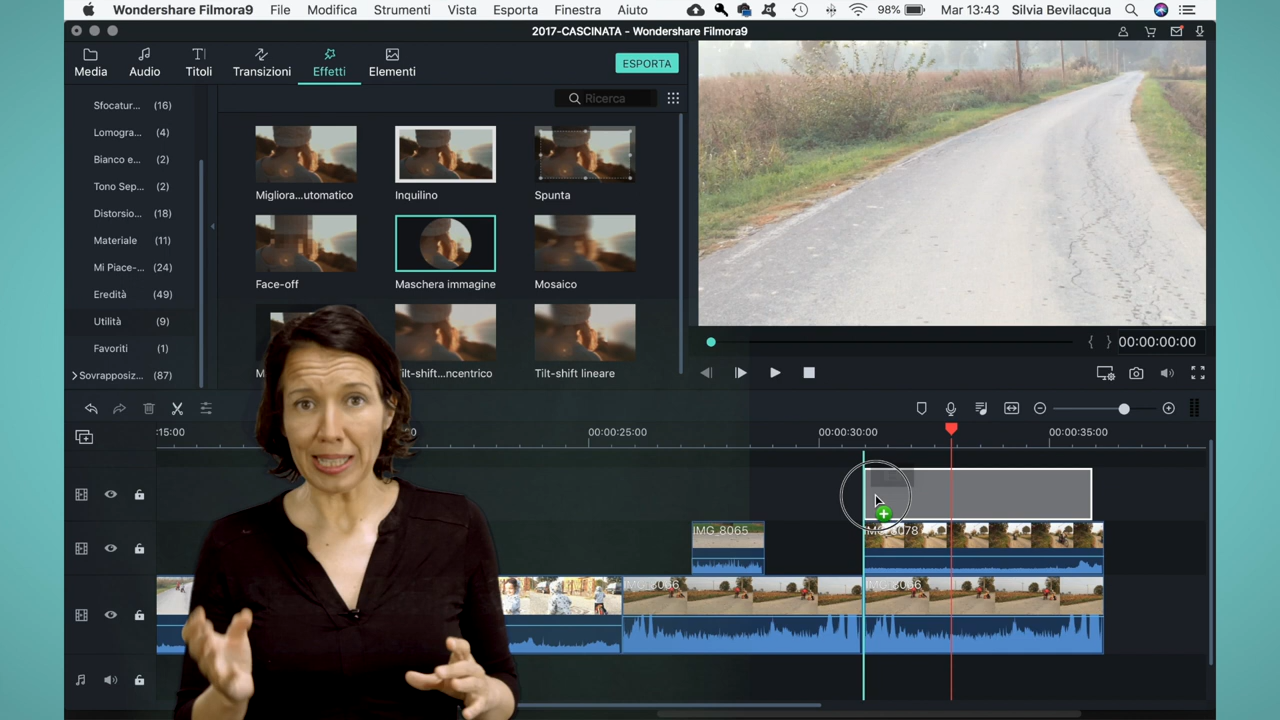 Wondershare Filmora9 File Modifica Strumenti Vista Esporta Finestra Aiuto 98% Mar 13:43 Silvia Bevilacqua
2017-CASCINATA - Wondershare Filmora9
Media Audio Titoli Transizioni Effetti Elementi ESPORTA
Ricerca
Sfocatur... (16)
Lomogra... (4)
Bianco e... (2)
Tono Sep... (2)
Distorsio... (18)
Materiale (11)
Mi Piace-... (24)
Eredità (49)
Utilità (9)
Favoriti (1)
Sovrapposiz... (87)
Migliora...utomatico Inquilino Spunta
Face-off Maschera immagine Mosaico
ilt-shift...ncentrico Tilt-shift lineare
{ } 00:00:00:00
:15:00 00:00:25:00 00:00:30:00 00:00:35:00
IMG_8065